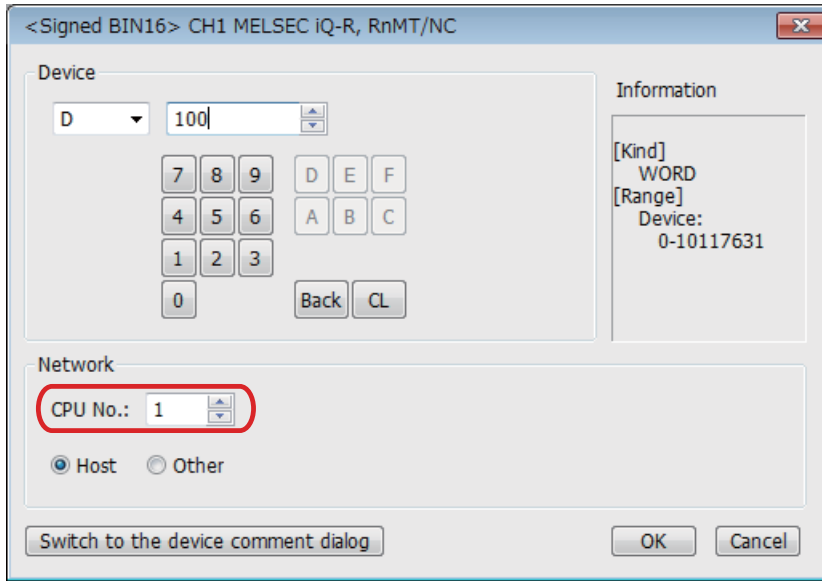 <Signed BIN16> CH1 MELSEC iQ-R, RnMT/NC
Device
D 100
7 8 9 D E F
4 5 6 A B C
1 2 3
0 Back CL
Information
[Kind]
WORD
[Range]
Device:
0-10117631
Network
CPU No.: 1
Host Other
Switch to the device comment dialog OK Cancel